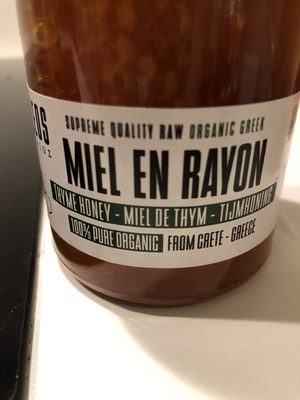 SUPREME QUALITY RAW ORGANIC GREEK
MIEL EN RAYON
THYME HONEY - MIEL DE THYM - TIJMHONING
100% PURE ORGANIC FROM CRETE - GREECE